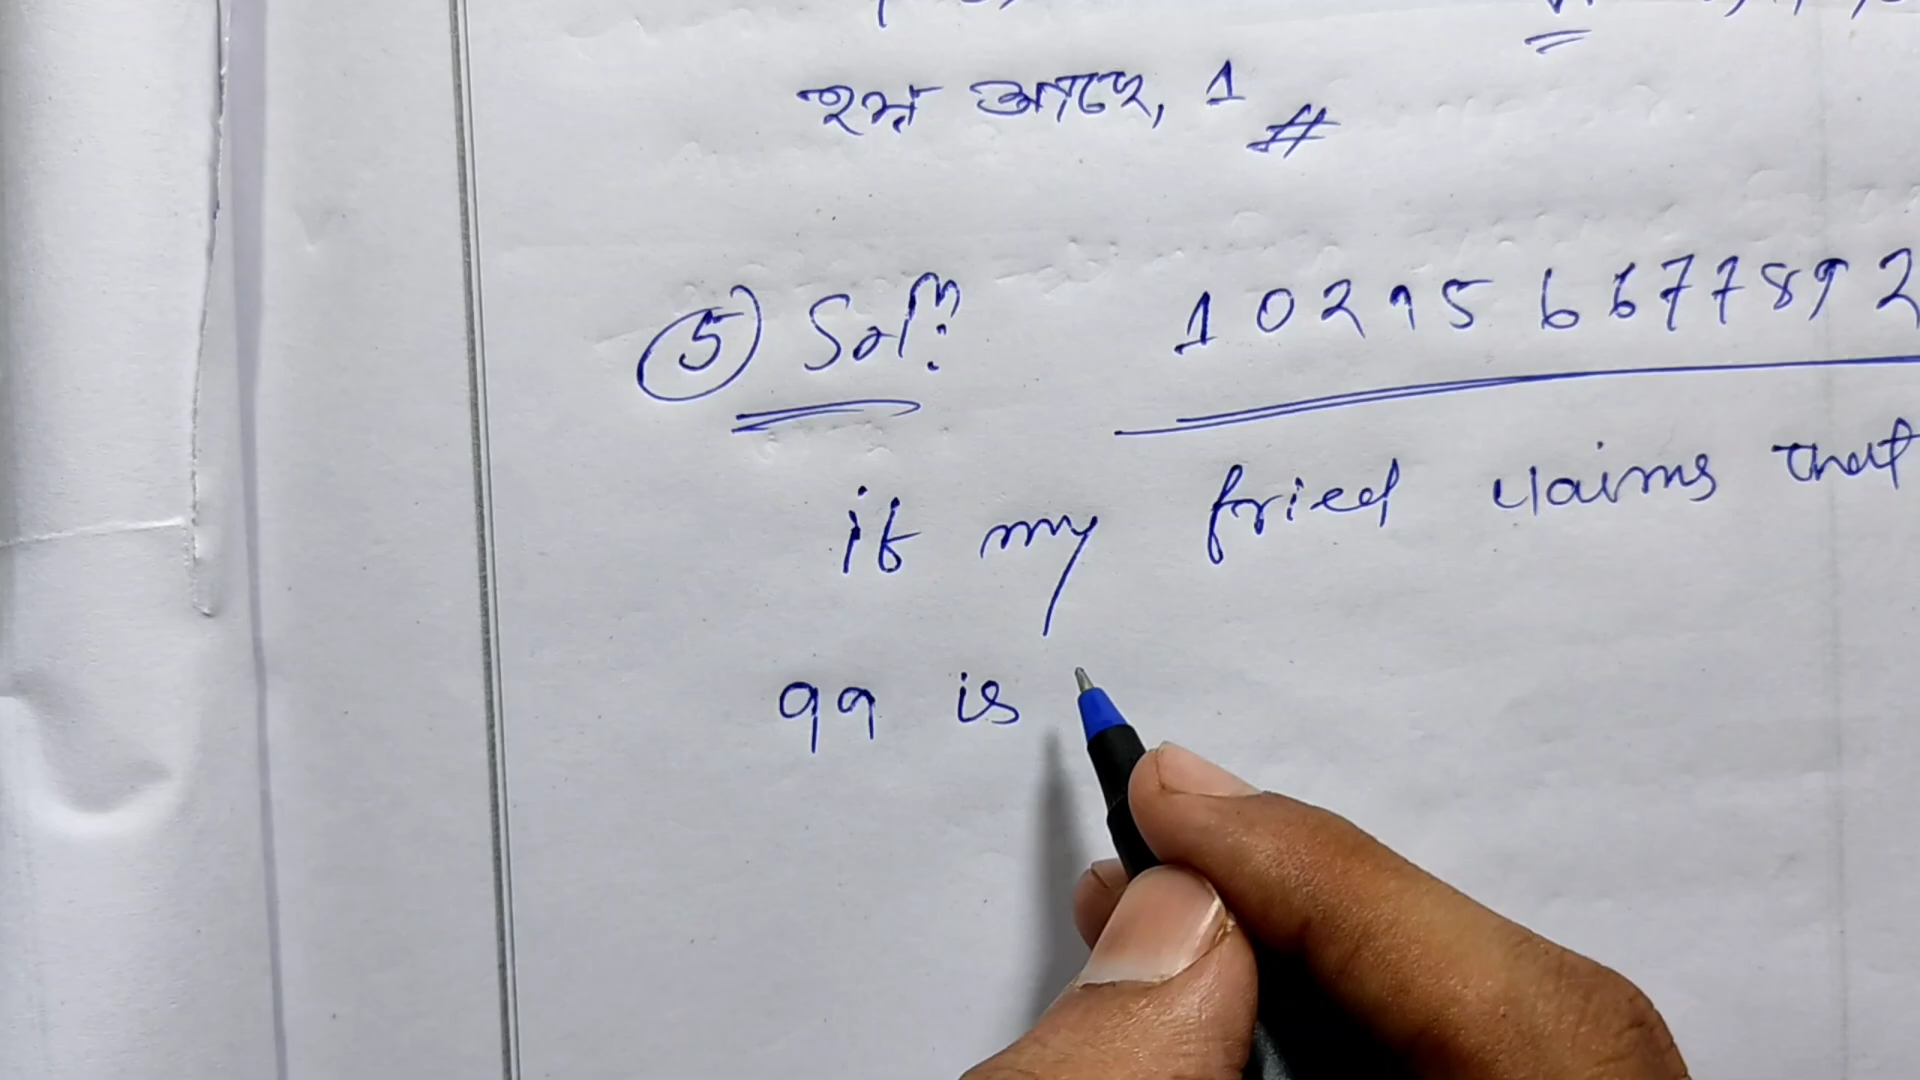 হ'ল আছে, 1 #
5 Solⁿ: 1 0 2 9 5 6 6 7 7 8 9 2
if my fried claims that
99 is